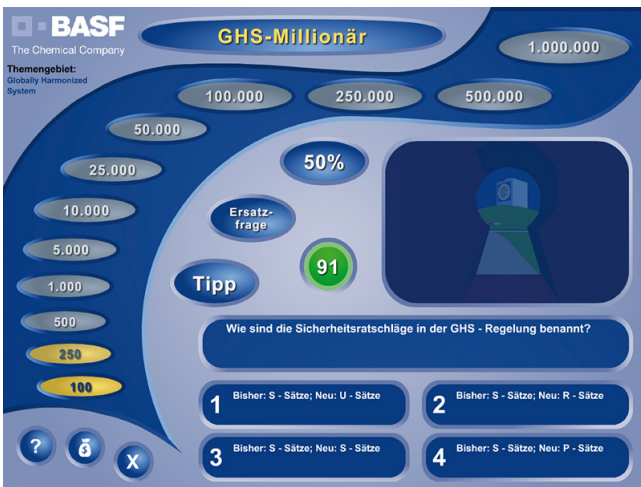 BASF
The Chemical Company
GHS-Millionär
1.000.000
Themengebiet:
Globally Harmonized
System
100.000
250.000
500.000
50.000
25.000
10.000
5.000
1.000
500
250
100
50%
Ersatz-
frage
Tipp
91
Wie sind die Sicherheitsratschläge in der GHS - Regelung benannt?
1 Bisher: S - Sätze; Neu: U - Sätze
2 Bisher: S - Sätze; Neu: R - Sätze
3 Bisher: S - Sätze; Neu: S - Sätze
4 Bisher: S - Sätze; Neu: P - Sätze
?
$
X